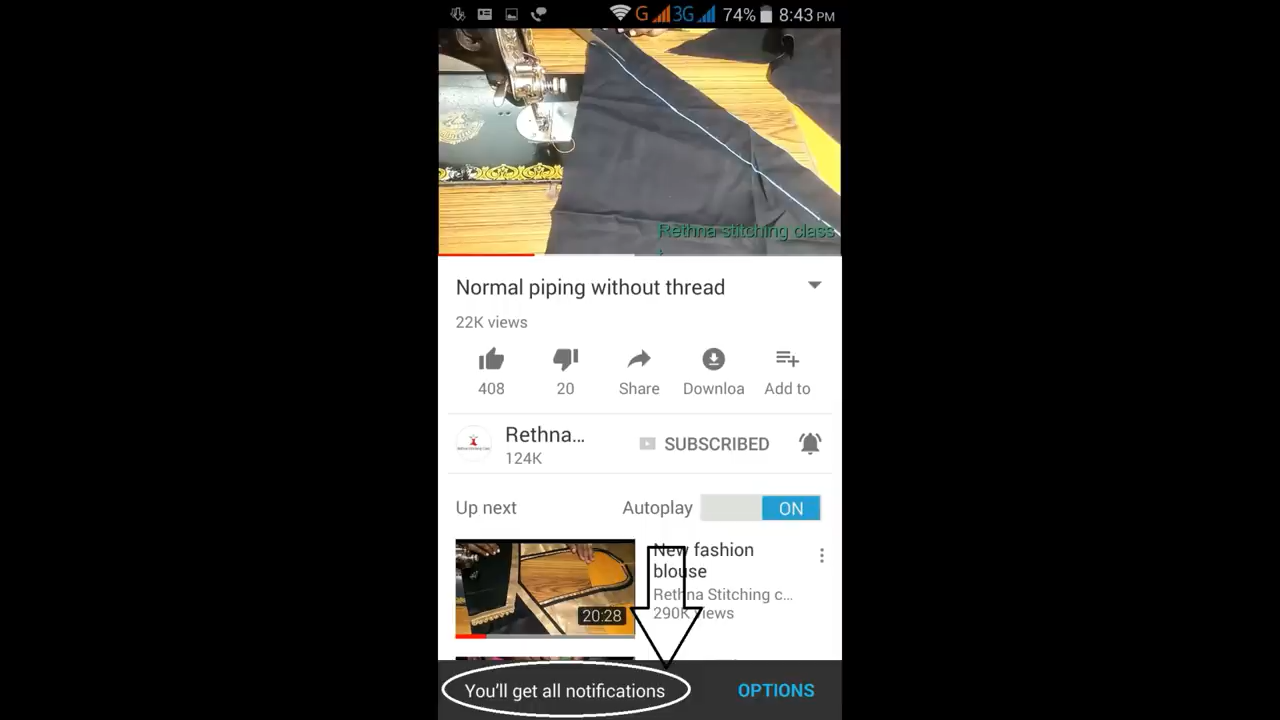 G 3G 74% 8:43 PM
Rethna stitching class
Normal piping without thread
22K views
408 20 Share Downloa Add to
Rethna... SUBSCRIBED
124K
Up next Autoplay ON
New fashion
blouse
Rethna Stitching c...
290K views
20:28
You'll get all notifications OPTIONS